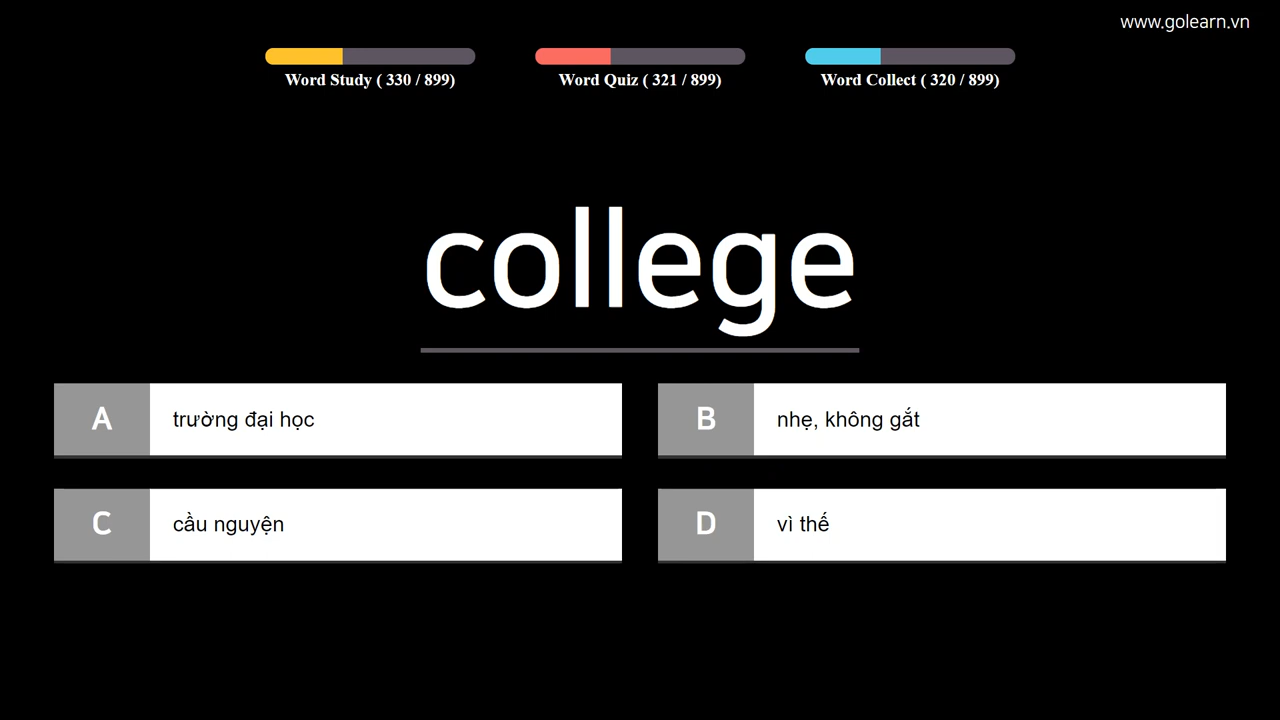 www.golearn.vn
Word Study ( 330 / 899)
Word Quiz ( 321 / 899)
Word Collect ( 320 / 899)
college
A trường đại học
B nhẹ, không gắt
C cầu nguyện
D vì thế